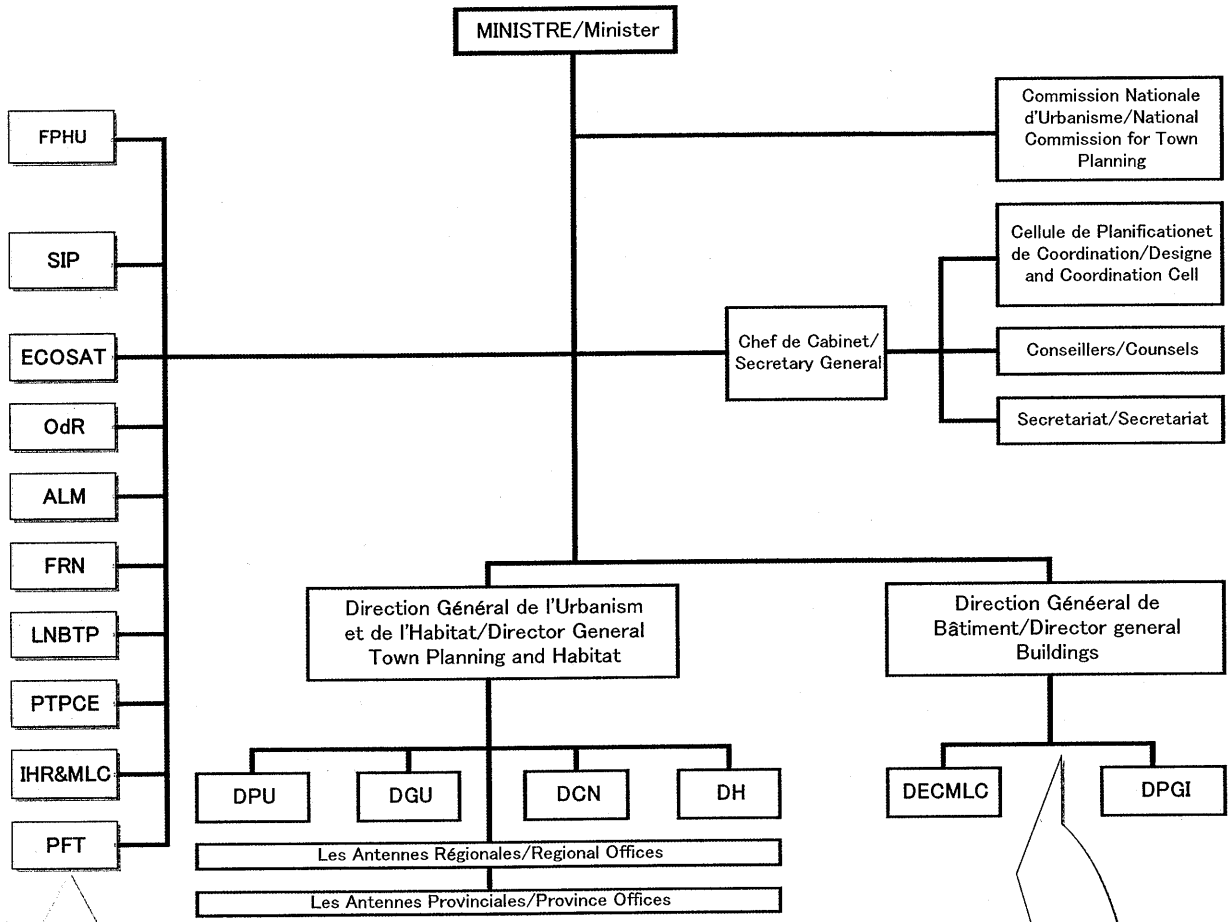 MINISTRE/Minister
Commission Nationale
d'Urbanisme/National
Commission for Town
Planning
FPHU
SIP
ECOSAT
OdR
ALM
FRN
LNBTP
PTPCE
IHR&MLC
PFT
Cellule de Planificationet
de Coordination/Designe
and Coordination Cell
Chef de Cabinet/
Secretary General
Conseillers/Counsels
Secretariat/Secretariat
Direction Général de l'Urbanism
et de l'Habitat/Director General
Town Planning and Habitat
Direction Généeral de
Bâtiment/Director general
Buildings
DPU
DGU
DCN
DH
DECMLC
DPGI
Les Antennes Régionales/Regional Offices
Les Antennes Provinciales/Province Offices